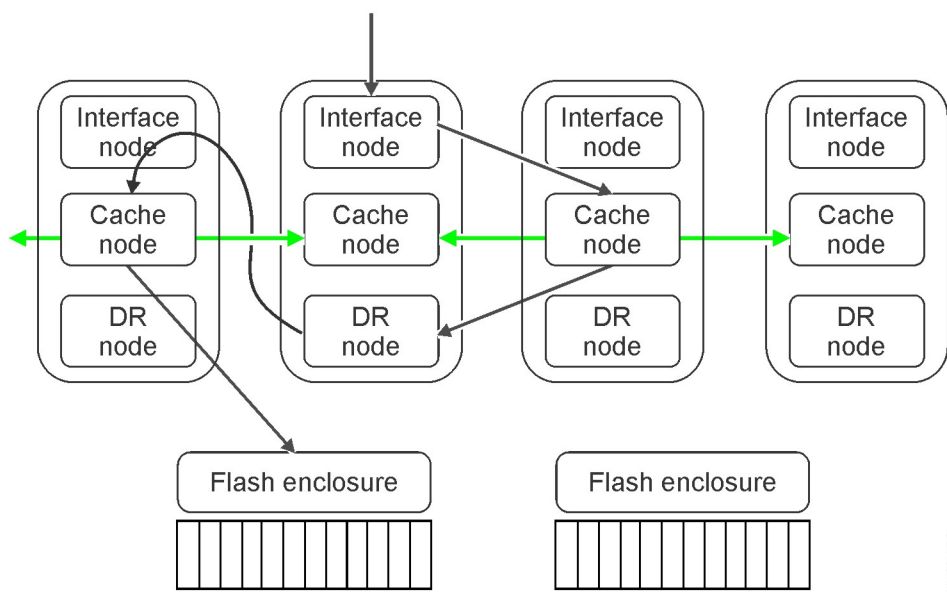 Interface
node
Interface
node
Interface
node
Interface
node
Cache
node
Cache
node
Cache
node
Cache
node
DR
node
DR
node
DR
node
DR
node
Flash enclosure
Flash enclosure